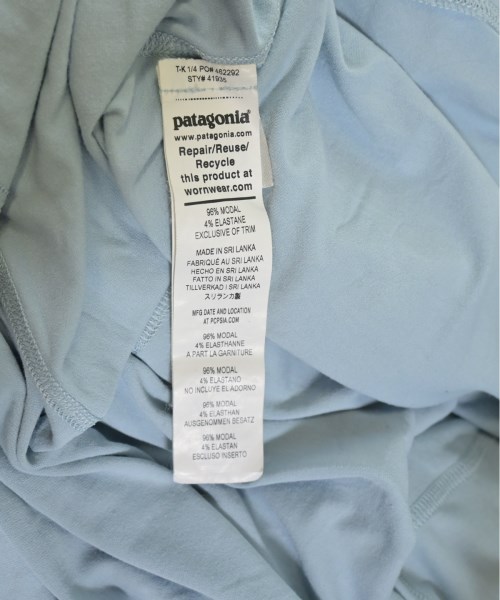 T-K 1/4 PO# 482292
STY# 41935
patagonia®
www.patagonia.com
Repair/Reuse/
Recycle
this product at
wornwear.com
96% MODAL
4% ELASTANE
EXCLUSIVE OF TRIM
MADE IN SRI LANKA
FABRIQUÉ AU SRI LANKA
HECHO EN SRI LANKA
FATTO IN SRI LANKA
TILLVERKAD I SRI LANKA
スリランカ製
MFG DATE AND LOCATION
AT PCPSIA.COM
96% MODAL
4% ELASTHANNE
A PART LA GARNITURE
96% MODAL
4% ELASTANO
NO INCLUYE EL ADORNO
96% MODAL
4% ELASTHAN
AUSGENOMMEN BESATZ
96% MODAL
4% ELASTAN
ESCLUSO INSERTO